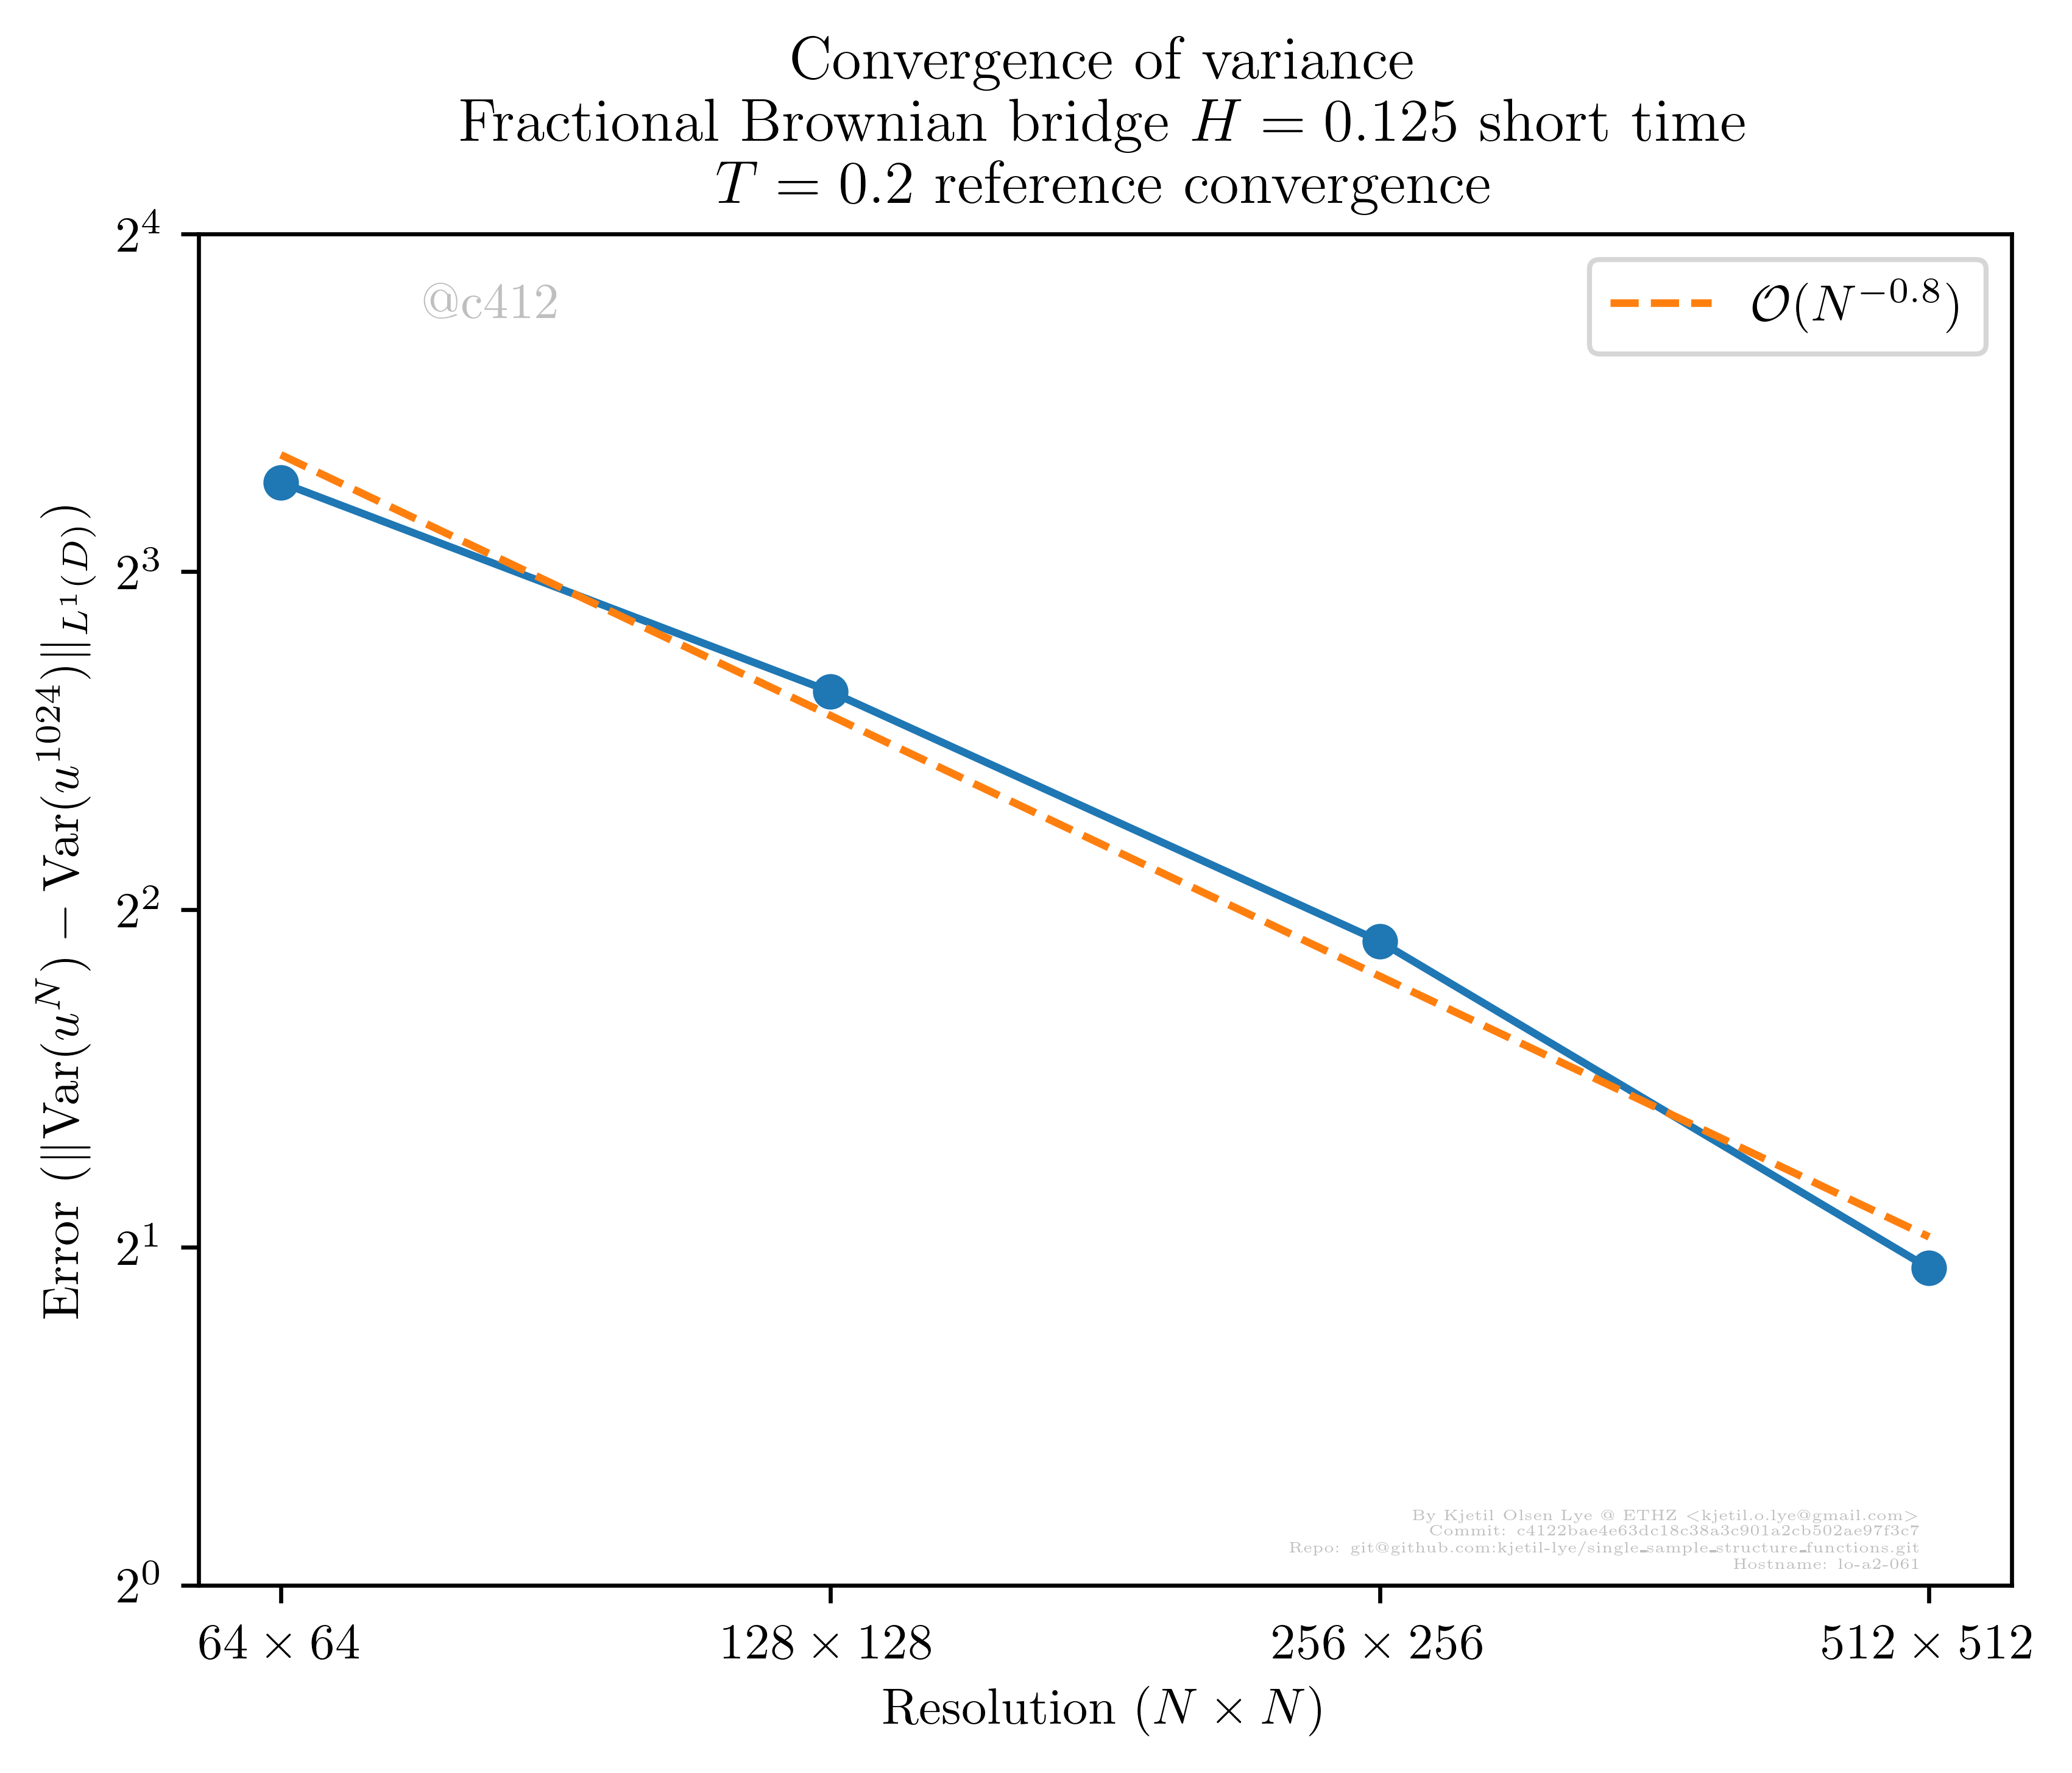 Convergence of variance
Fractional Brownian bridge H = 0.125 short time
T = 0.2 reference convergence
2^4
@c412
O(N^{-0.8})
2^3
2^2
2^1
2^0
Error (||Var(u^N) − Var(u^{1024})||_{L^1(D)})
By Kjetil Olsen Lye @ ETHZ <kjetil.o.lye@gmail.com>
Commit: c4122bae4e63dc18c38a3c901a2cb502ae97f3c7
Repo: git@github.com:kjetil-lye/single_sample_structure_functions.git
Hostname: lo-a2-061
64 × 64 128 × 128 256 × 256 512 × 512
Resolution (N × N)